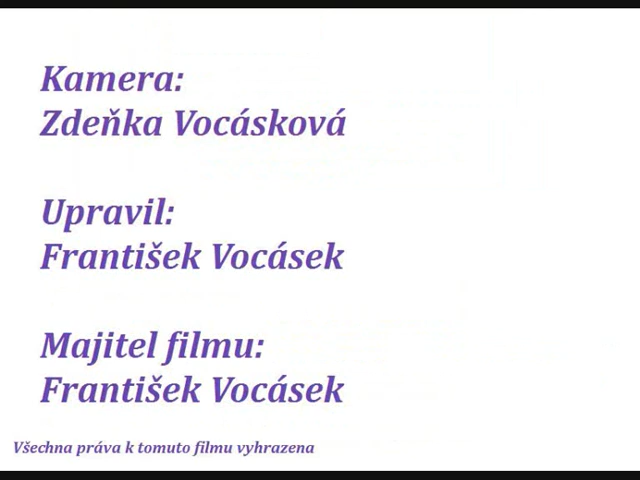 Kamera:
Zdeňka Vocásková
Upravil:
František Vocásek
Majitel filmu:
František Vocásek
Všechna práva k tomuto filmu vyhrazena